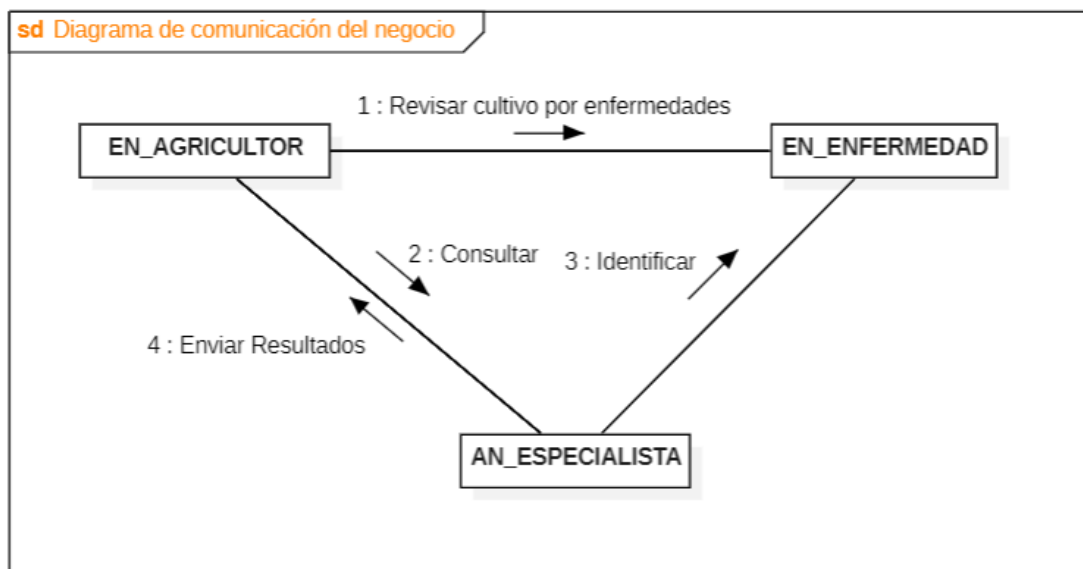 sd Diagrama de comunicación del negocio
1 : Revisar cultivo por enfermedades
EN_AGRICULTOR
EN_ENFERMEDAD
2 : Consultar
3 : Identificar
4 : Enviar Resultados
AN_ESPECIALISTA